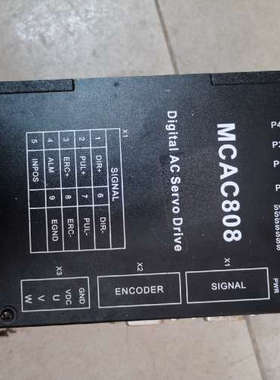 MCAC808
Digital AC Servo Drive
X1
SIGNAL
1 DIR+ 6 DIR-
2 PUL+ 7 PUL-
3 ERC+ 8 ERC-
4 ALM 9 EGND
5 INPOS
PWR
X1
SIGNAL
X2
ENCODER
X3
GND
VDC
U
V
W